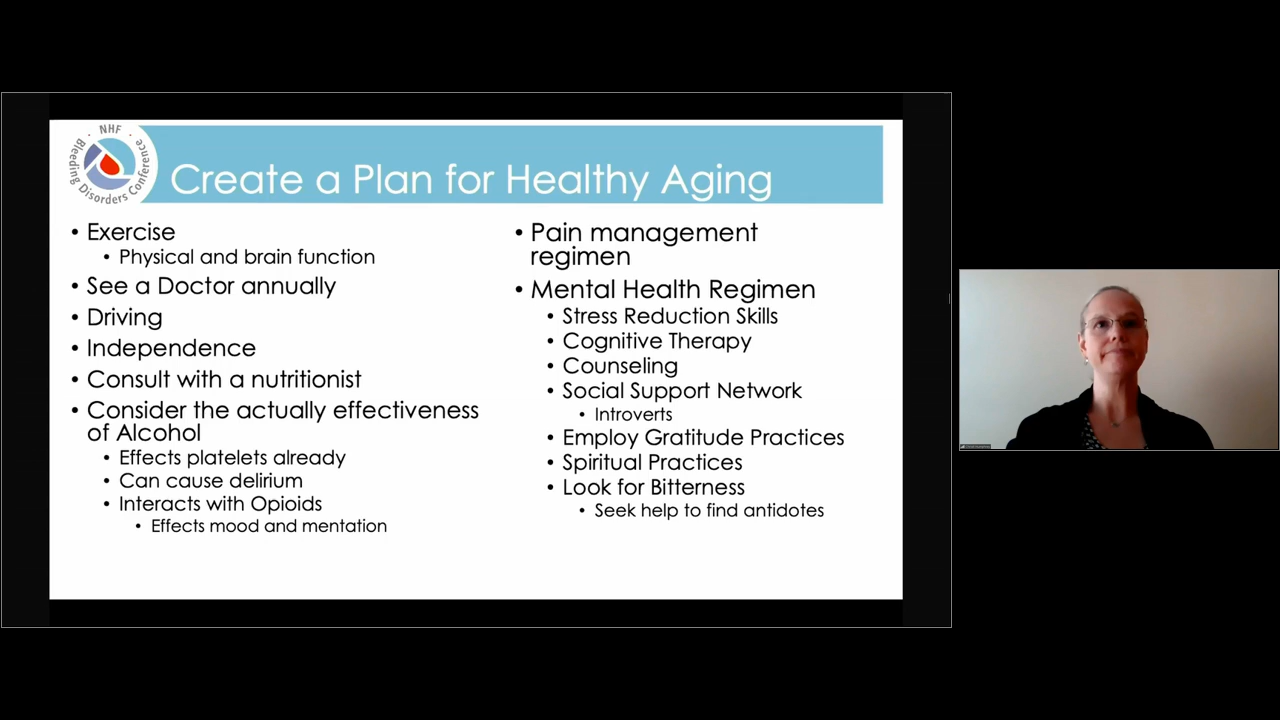 · NHF ·
Bleeding Disorders Conference
Create a Plan for Healthy Aging
• Exercise
• Physical and brain function
• See a Doctor annually
• Driving
• Independence
• Consult with a nutritionist
• Consider the actually effectiveness
of Alcohol
• Effects platelets already
• Can cause delirium
• Interacts with Opioids
• Effects mood and mentation
• Pain management
regimen
• Mental Health Regimen
• Stress Reduction Skills
• Cognitive Therapy
• Counseling
• Social Support Network
• Introverts
• Employ Gratitude Practices
• Spiritual Practices
• Look for Bitterness
• Seek help to find antidotes